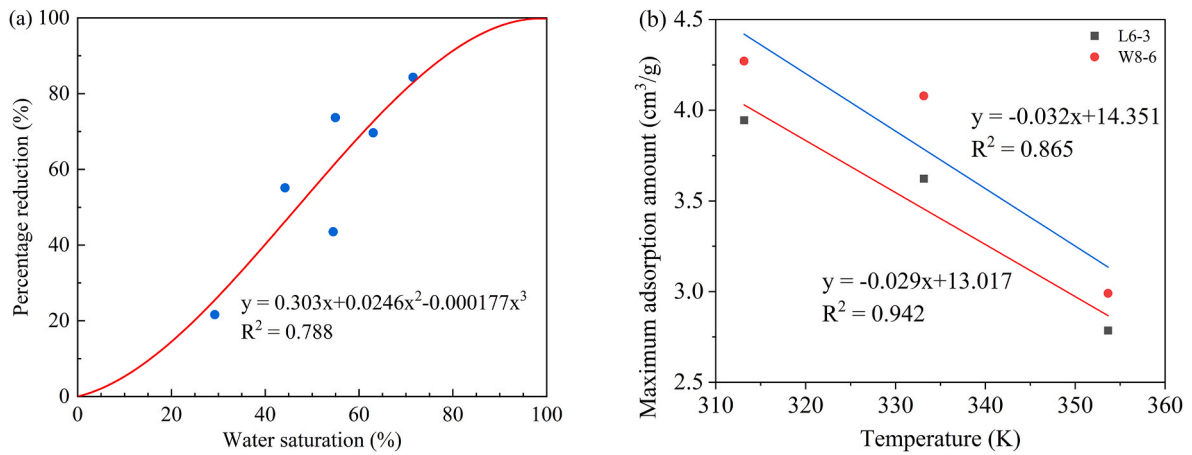 (a)
100
80
60
40
20
0
Percentage reduction (%)
y = 0.303x+0.0246x²-0.000177x³
R² = 0.788
0 20 40 60 80 100
Water saturation (%)
(b)
4.5
4.0
3.5
3.0
2.5
Maximum adsorption amount (cm³/g)
L6-3
W8-6
y = -0.032x+14.351
R² = 0.865
y = -0.029x+13.017
R² = 0.942
310 320 330 340 350 360
Temperature (K)